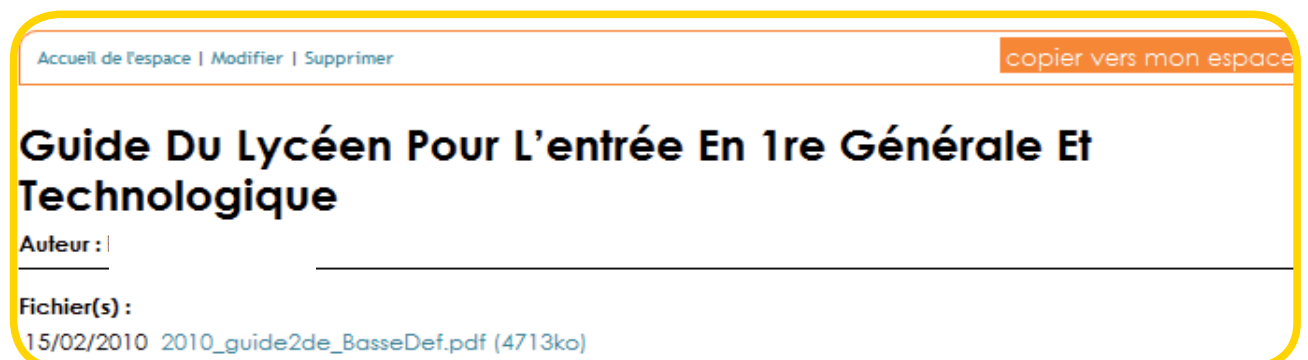 Accueil de l'espace | Modifier | Supprimer
copier vers mon espace
Guide Du Lycéen Pour L'entrée En 1re Générale Et
Technologique
Auteur :
Fichier(s) :
15/02/2010 2010_guide2de_BasseDef.pdf (4713ko)